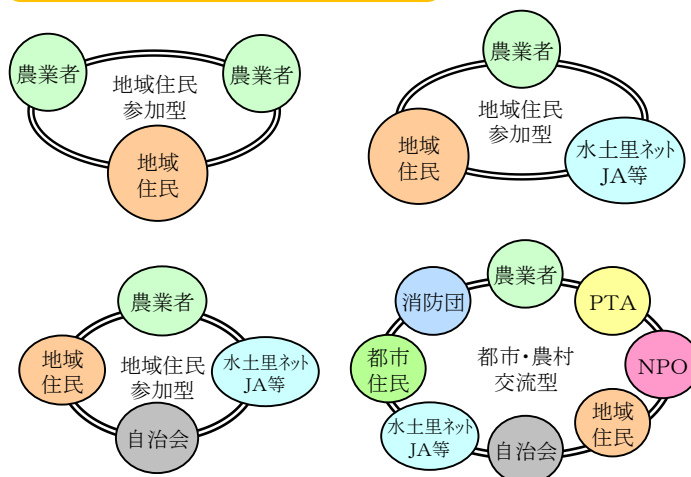 農業者
農業者
地域住民
参加型
地域
住民
農業者
地域住民
参加型
地域
住民
水土里ネット
JA等
農業者
地域
住民
地域住民
参加型
水土里ネット
JA等
自治会
農業者
消防団
PTA
都市
住民
都市・農村
交流型
NPO
水土里ネット
JA等
自治会
地域
住民